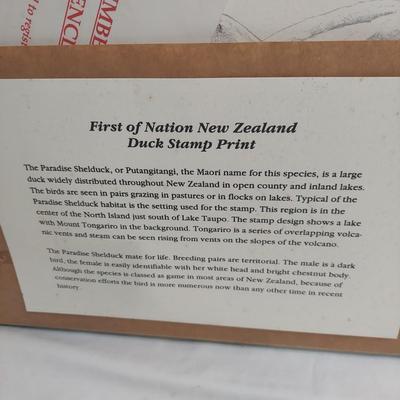 MBE
ENCI
l to regis
First of Nation New Zealand
Duck Stamp Print
The Paradise Shelduck, or Putangitangi, the Maori name for this species, is a large
duck widely distributed throughout New Zealand in open county and inland lakes.
The birds are seen in pairs grazing in pastures or in flocks on lakes. Typical of the
Paradise Shelduck habitat is the setting used for the stamp. This region is in the
center of the North Island just south of Lake Taupo. The stamp design shows a lake
with Mount Tongariro in the background. Tongariro is a series of overlapping volca-
nic vents and steam can be seen rising from vents on the slopes of the volcano.
The Paradise Shelduck mate for life. Breeding pairs are territorial. The male is a dark
bird, the female is easily identifiable with her white head and bright chestnut body.
Although the species is classed as game in most areas of New Zealand, because of
conservation efforts the bird is more numerous now than any other time in recent
history.